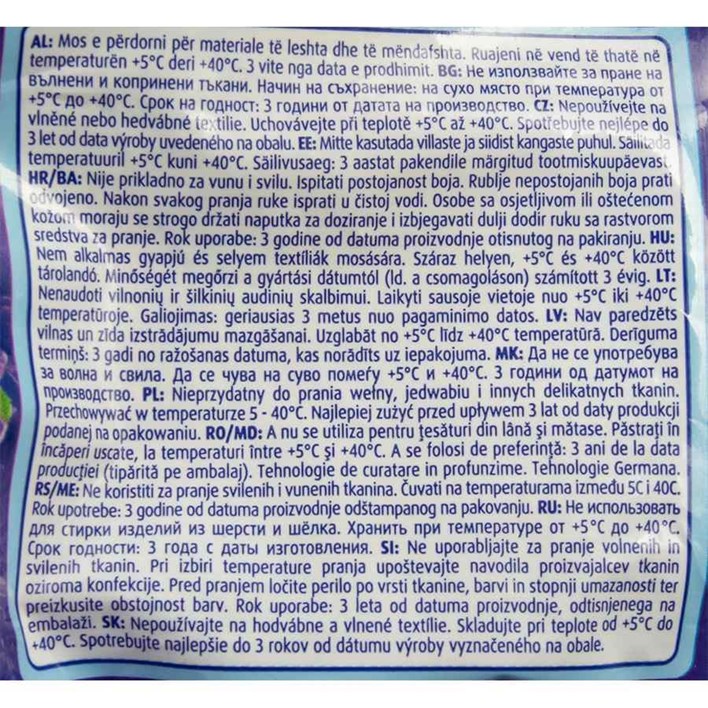 AL: Mos e përdorni për materiale të leshta dhe të mëndafshta. Ruajeni në vend të thatë në
temperaturën +5°C deri +40°C. 3 vite nga data e prodhimit. BG: Не използвайте за пране на
вълнени и копринени тъкани. Начин на съхранение: на сухо място при температура от
+5°C до +40°C. Срок на годност: 3 години от датата на производство. CZ: Nepoužívejte na
vlněné nebo hedvábné textilie. Uchovávejte při teplotě +5°C až +40°C. Spotřebujte nejlépe do
3 let od data výroby uvedeného na obalu. EE: Mitte kasutada villaste ja siidist kangaste puhul. Säilitada
temperatuuril +5°C kuni +40°C. Säilivusaeg: 3 aastat pakendile märgitud tootmiskuupäevast.
HR/BA: Nije prikladno za vunu i svilu. Ispitati postojanost boja. Rublje nepostojanih boja prati
odvojeno. Nakon svakog pranja ruke isprati u čistoj vodi. Osobe sa osjetljivom ili oštećenom
kožom moraju se strogo držati naputka za doziranje i izbjegavati dulji dodir ruku sa rastvorom
sredstva za pranje. Rok uporabe: 3 godine od datuma proizvodnje otisnutog na pakiranju. HU:
Nem alkalmas gyapjú és selyem textíliák mosására. Száraz helyen, +5°C és +40°C között
tárolandó. Minőségét megőrzi a gyártási dátumtól (ld. a csomagoláson) számított 3 évig. LT:
Nenaudoti vilnonių ir šilkinių audinių skalbimui. Laikyti sausoje vietoje nuo +5°C iki +40°C
temperatūroje. Galiojimas: geriausias 3 metus nuo pagaminimo datos. LV: Nav paredzēts
vilnas un zīda izstrādājumu mazgāšanai. Uzglabāt no +5°C līdz +40°C temperatūrā. Derīguma
termiņš: 3 gadi no ražošanas datuma, kas norādīts uz iepakojuma. MK: Да не се употребува
за волна и свила. Да се чува на суво помеѓу +5°C и +40°C. 3 години од датумот на
производство. PL: Nieprzydatny do prania wełny, jedwabiu i innych delikatnych tkanin.
Przechowywać w temperaturze 5 - 40°C. Najlepiej zużyć przed upływem 3 lat od daty produkcji
podanej na opakowaniu. RO/MD: A nu se utiliza pentru ţesături din lână şi mătase. Păstraţi în
încăperi uscate, la temperaturi între +5°C şi +40°C. A se folosi de preferinţă: 3 ani de la data
producţiei (tipărită pe ambalaj). Tehnologie de curatare in profunzime. Tehnologie Germana.
RS/ME: Ne koristiti za pranje svilenih i vunenih tkanina. Čuvati na temperaturama između 5C i 40C.
Rok upotrebe: 3 godine od datuma proizvodnje odštampanog na pakovanju. RU: Не использовать
для стирки изделий из шерсти и шёлка. Хранить при температуре от +5°C до +40°C.
Срок годности: 3 года с даты изготовления. SI: Ne uporabljajte za pranje volnenih in
svilenih tkanin. Pri izbiri temperature pranja upoštevajte navodila proizvajalcev tkanin
oziroma konfekcije. Pred pranjem ločite perilo po vrsti tkanine, barvi in stopnji umazanosti ter
preizkusite obstojnost barv. Rok uporabe: 3 leta od datuma proizvodnje, odtisnjenega na
embalaži. SK: Nepoužívajte na hodvábne a vlnené textílie. Skladujte pri teplote od +5°C do
+40°C. Spotrebujte najlepšie do 3 rokov od dátumu výroby vyznačeného na obale.